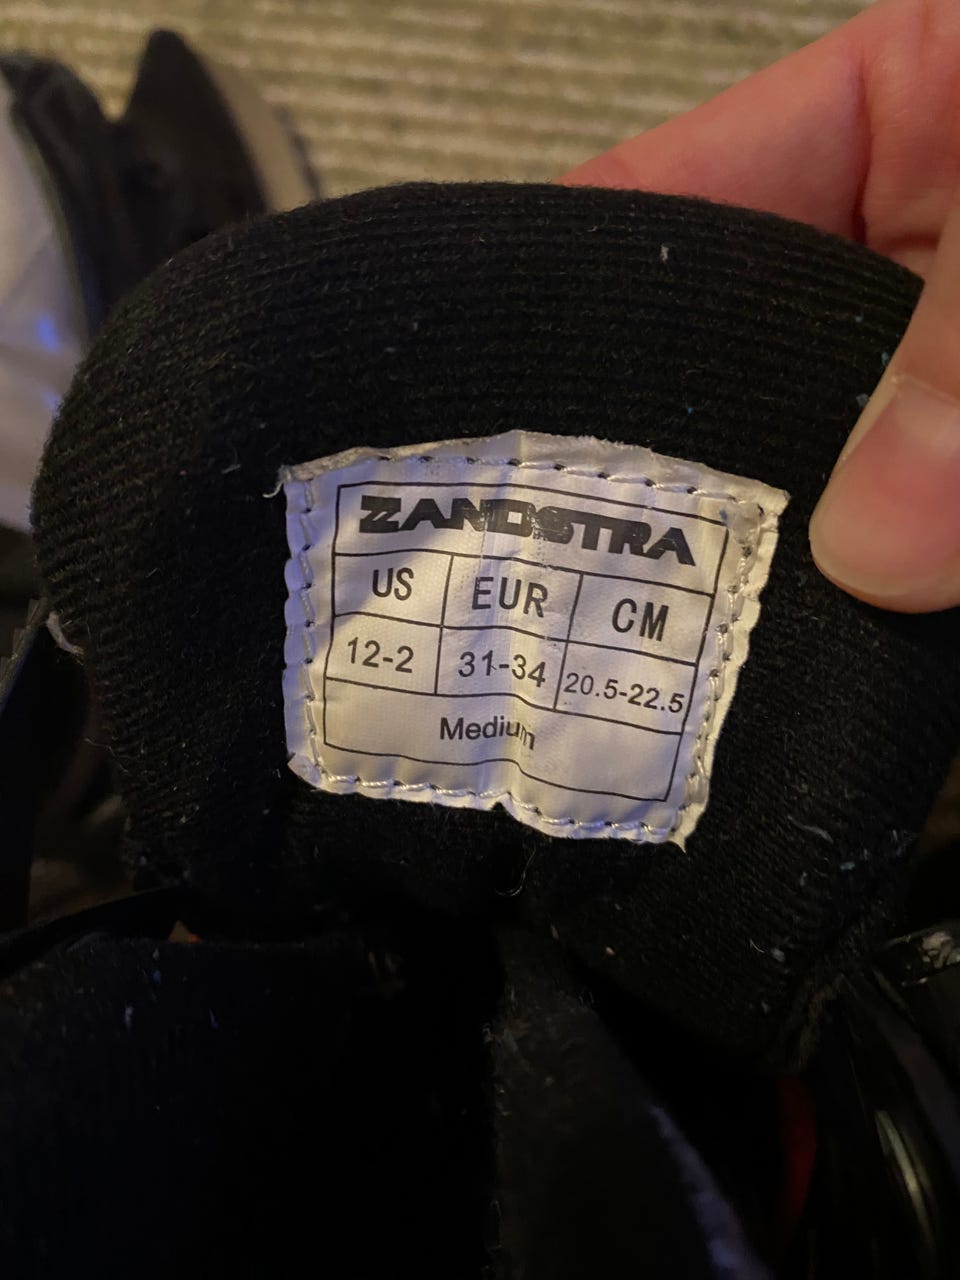 ZANDSTRA
US EUR CM
12-2 31-34 20.5-22.5
Medium